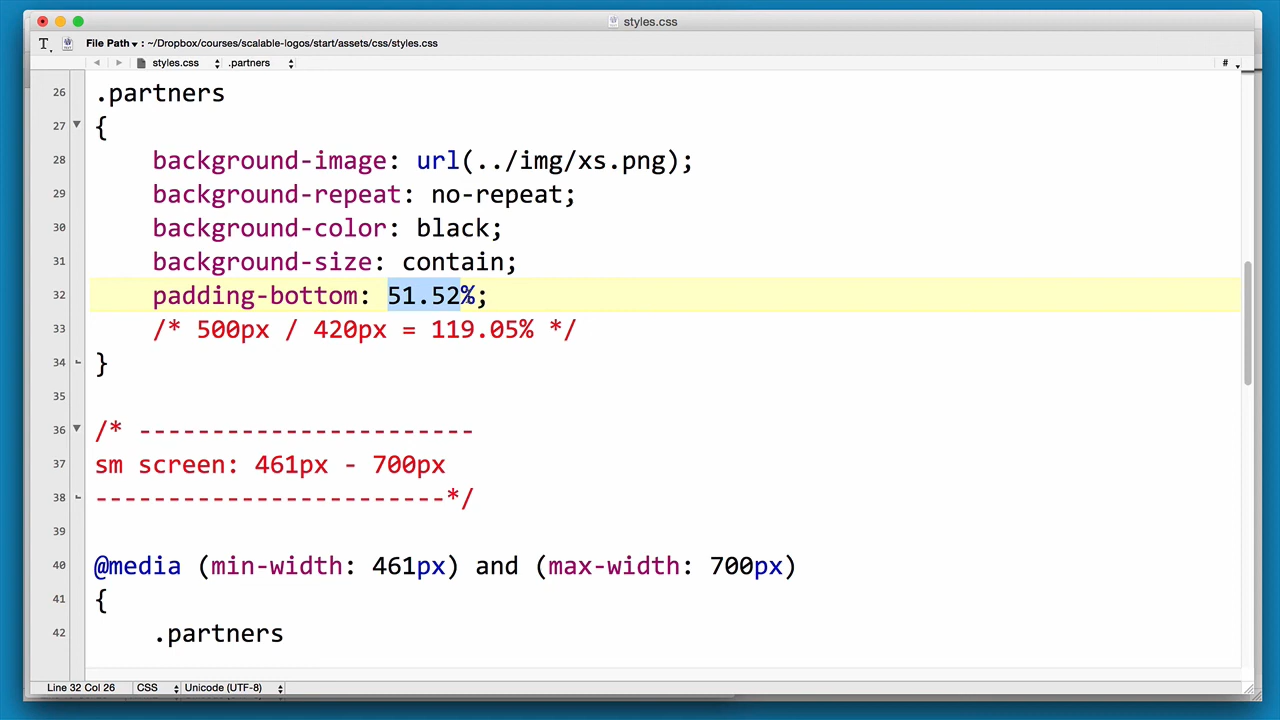 styles.css
File Path ▾ : ~/Dropbox/courses/scalable-logos/start/assets/css/styles.css
styles.css .partners #
26 .partners
27 {
28 background-image: url(../img/xs.png);
29 background-repeat: no-repeat;
30 background-color: black;
31 background-size: contain;
32 padding-bottom: 51.52%;
33 /* 500px / 420px = 119.05% */
34 }
35
36 /* -----------------------
37 sm screen: 461px - 700px
38 ------------------------*/
39
40 @media (min-width: 461px) and (max-width: 700px)
41 {
42 .partners
Line 32 Col 26 CSS Unicode (UTF-8)